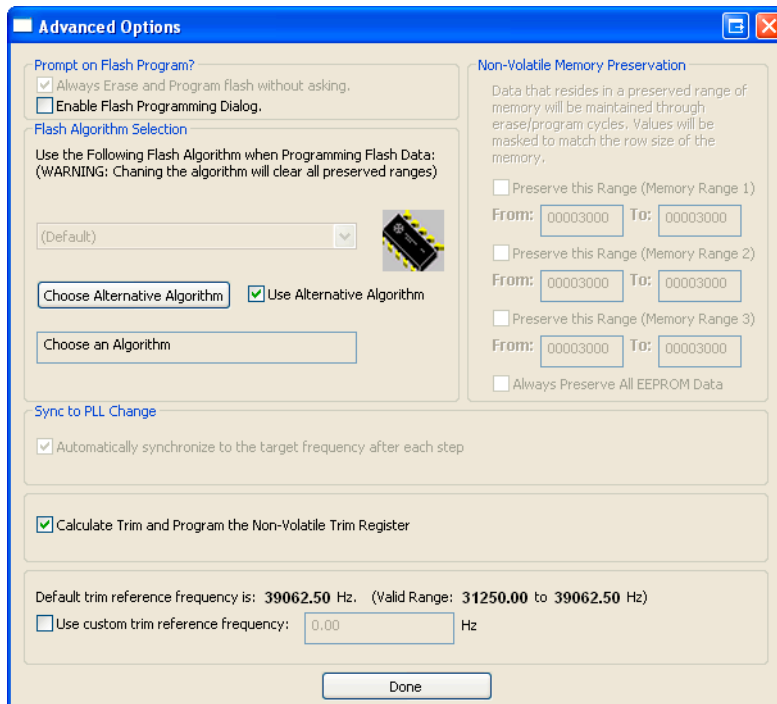 Advanced Options
Prompt on Flash Program?
Always Erase and Program flash without asking.
Enable Flash Programming Dialog.
Flash Algorithm Selection
Use the Following Flash Algorithm when Programming Flash Data:
(WARNING: Chaning the algorithm will clear all preserved ranges)
(Default)
Choose Alternative Algorithm
Use Alternative Algorithm
Choose an Algorithm
Non-Volatile Memory Preservation
Data that resides in a preserved range of
memory will be maintained through
erase/program cycles. Values will be
masked to match the row size of the
memory.
Preserve this Range (Memory Range 1)
From: 00003000 To: 00003000
Preserve this Range (Memory Range 2)
From: 00003000 To: 00003000
Preserve this Range (Memory Range 3)
From: 00003000 To: 00003000
Always Preserve All EEPROM Data
Sync to PLL Change
Automatically synchronize to the target frequency after each step
Calculate Trim and Program the Non-Volatile Trim Register
Default trim reference frequency is: 39062.50 Hz. (Valid Range: 31250.00 to 39062.50 Hz)
Use custom trim reference frequency: 0.00 Hz
Done